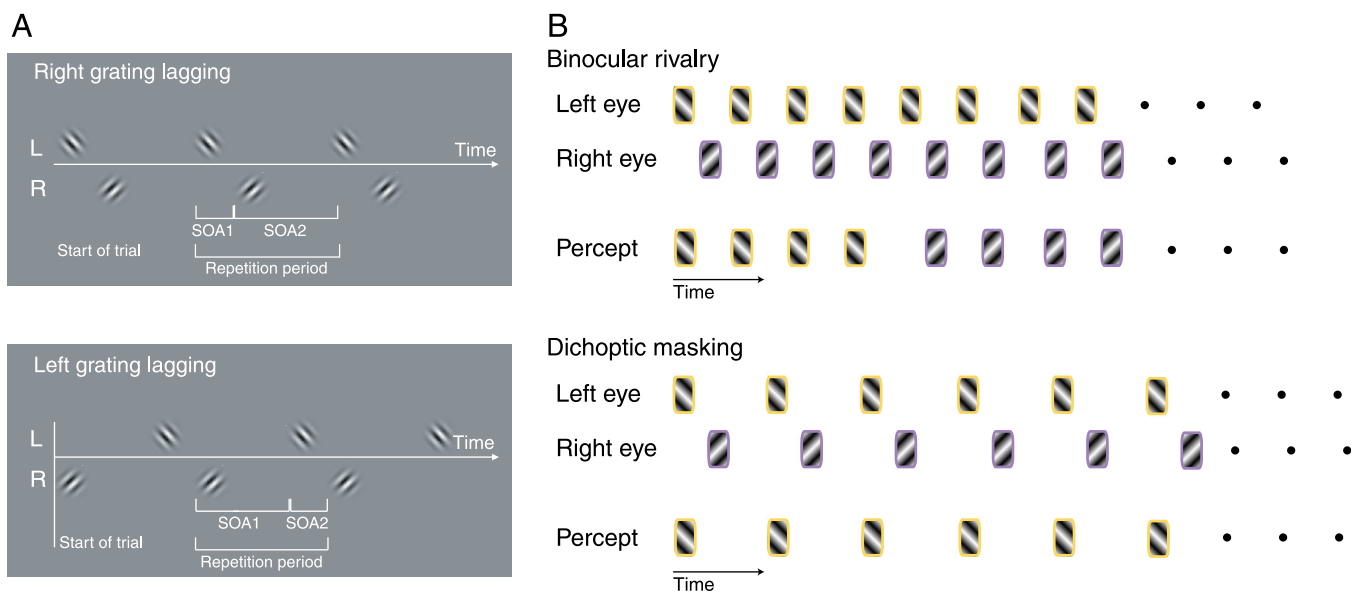 A
Right grating lagging
L
Time
R
SOA1 SOA2
Start of trial
Repetition period
Left grating lagging
L
Time
R
SOA1 SOA2
Start of trial
Repetition period
B
Binocular rivalry
Left eye
Right eye
Percept
Time
Dichoptic masking
Left eye
Right eye
Percept
Time